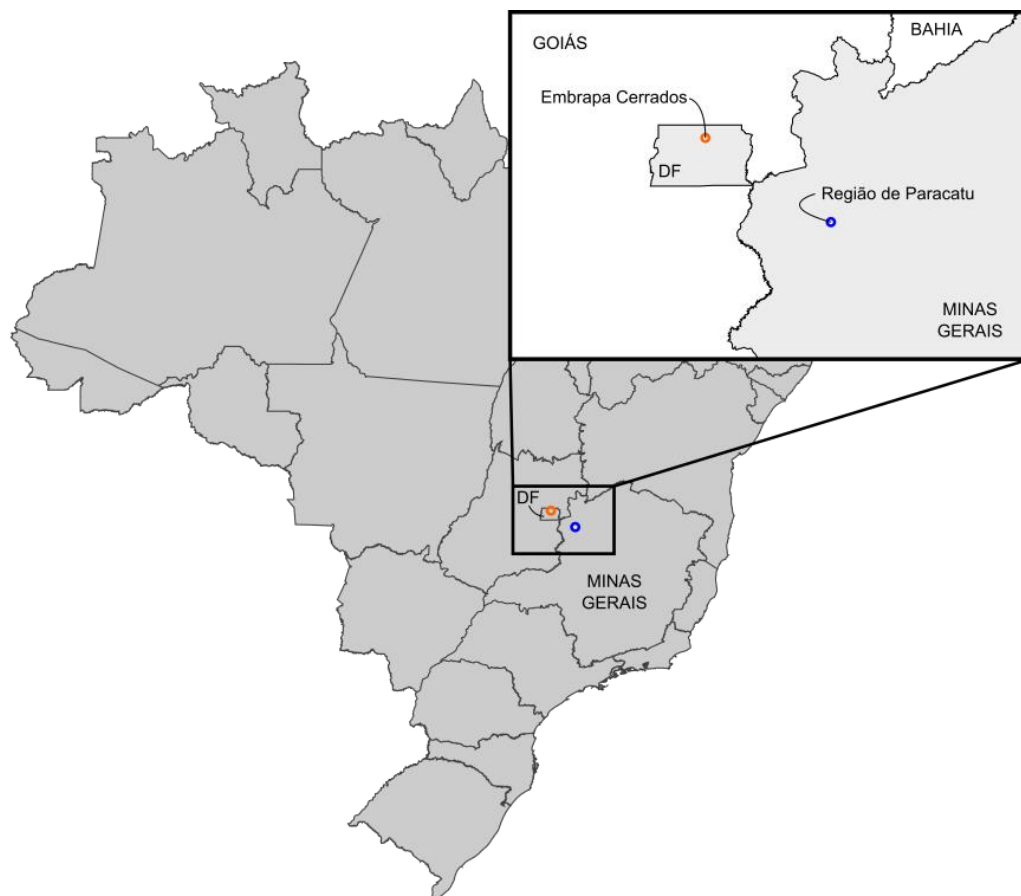 GOIÁS
BAHIA
Embrapa Cerrados
DF
Região de Paracatu
MINAS
GERAIS
DF
MINAS
GERAIS